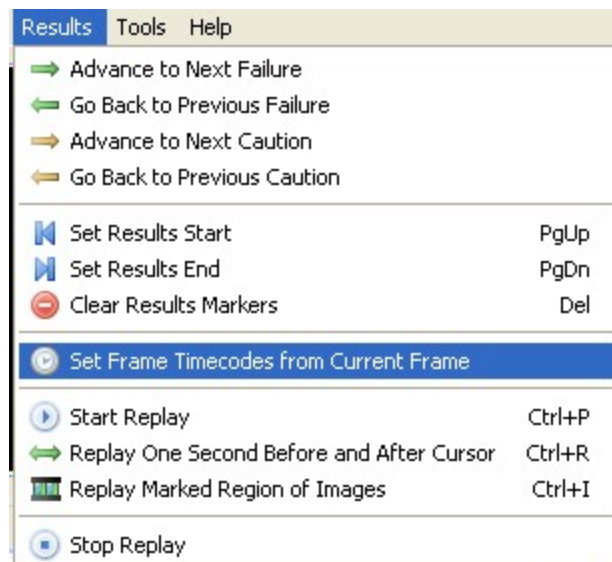 Results Tools Help
Advance to Next Failure
Go Back to Previous Failure
Advance to Next Caution
Go Back to Previous Caution
Set Results Start PgUp
Set Results End PgDn
Clear Results Markers Del
Set Frame Timecodes from Current Frame
Start Replay Ctrl+P
Replay One Second Before and After Cursor Ctrl+R
Replay Marked Region of Images Ctrl+I
Stop Replay